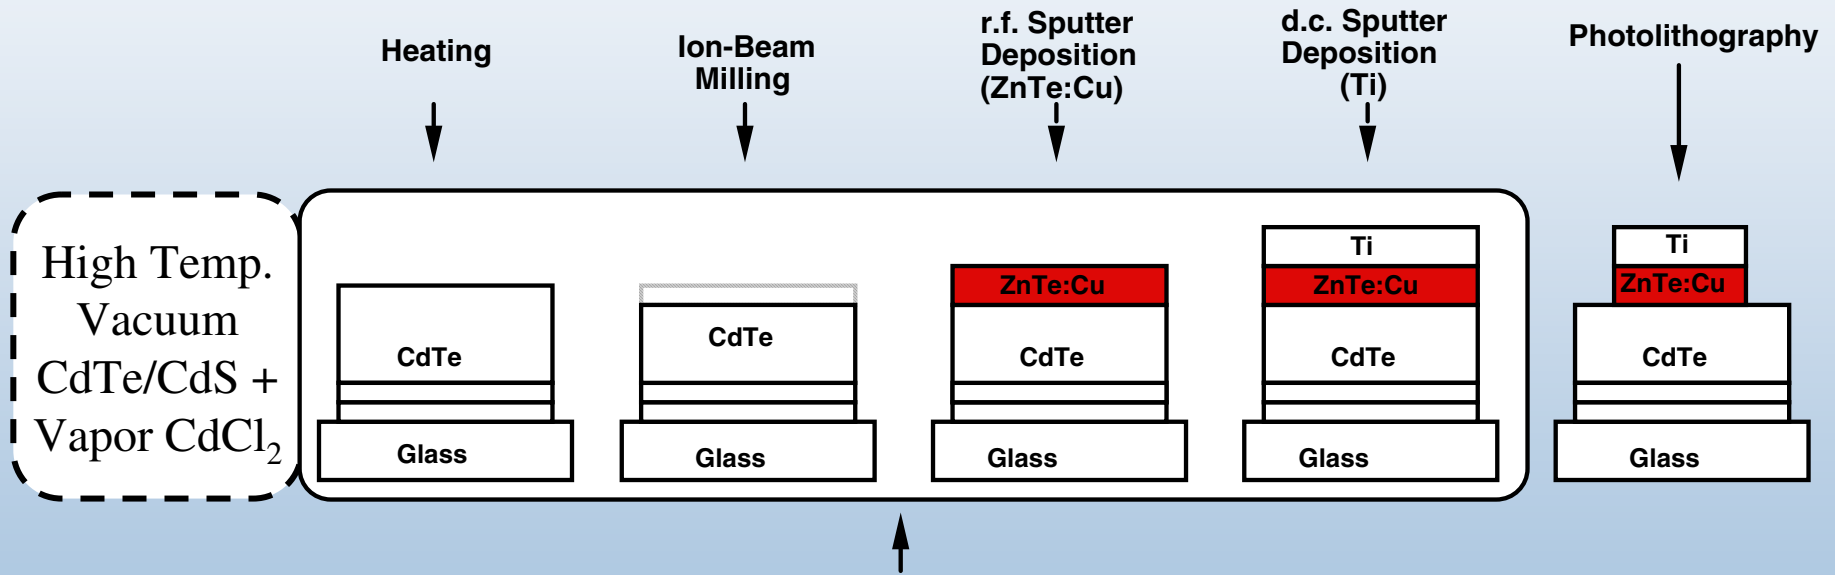 Heating
Ion-Beam
Milling
r.f. Sputter
Deposition
(ZnTe:Cu)
d.c. Sputter
Deposition
(Ti)
Photolithography
High Temp.
Vacuum
CdTe/CdS +
Vapor CdCl₂
CdTe
Glass
CdTe
Glass
ZnTe:Cu
CdTe
Glass
Ti
ZnTe:Cu
CdTe
Glass
Ti
ZnTe:Cu
CdTe
Glass